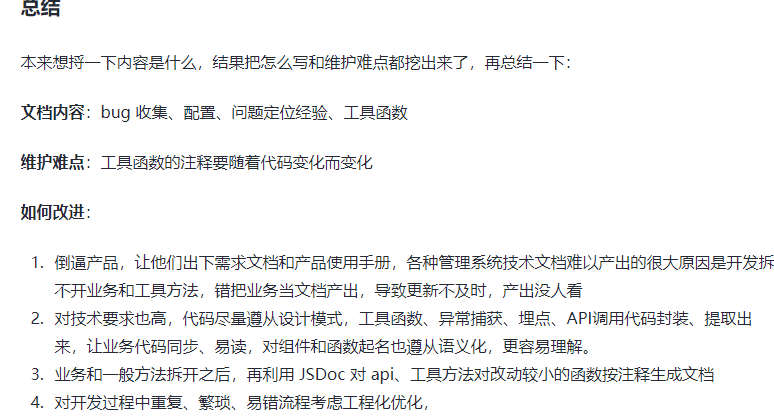 总结
本来想捋一下内容是什么，结果把怎么写和维护难点都挖出来了，再总结一下：
文档内容：bug 收集、配置、问题定位经验、工具函数
维护难点：工具函数的注释要随着代码变化而变化
如何改进：
1. 倒逼产品，让他们出下需求文档和产品使用手册，各种管理系统技术文档难以产出的很大原因是开发拆
不开业务和工具方法，错把业务当文档产出，导致更新不及时，产出没人看
2. 对技术要求也高，代码尽量遵从设计模式，工具函数、异常捕获、埋点、API调用代码封装、提取出
来，让业务代码同步、易读，对组件和函数起名也遵从语义化，更容易理解。
3. 业务和一般方法拆开之后，再利用 JSDoc 对 api、工具方法对改动较小的函数按注释生成文档
4. 对开发过程中重复、繁琐、易错流程考虑工程化优化，